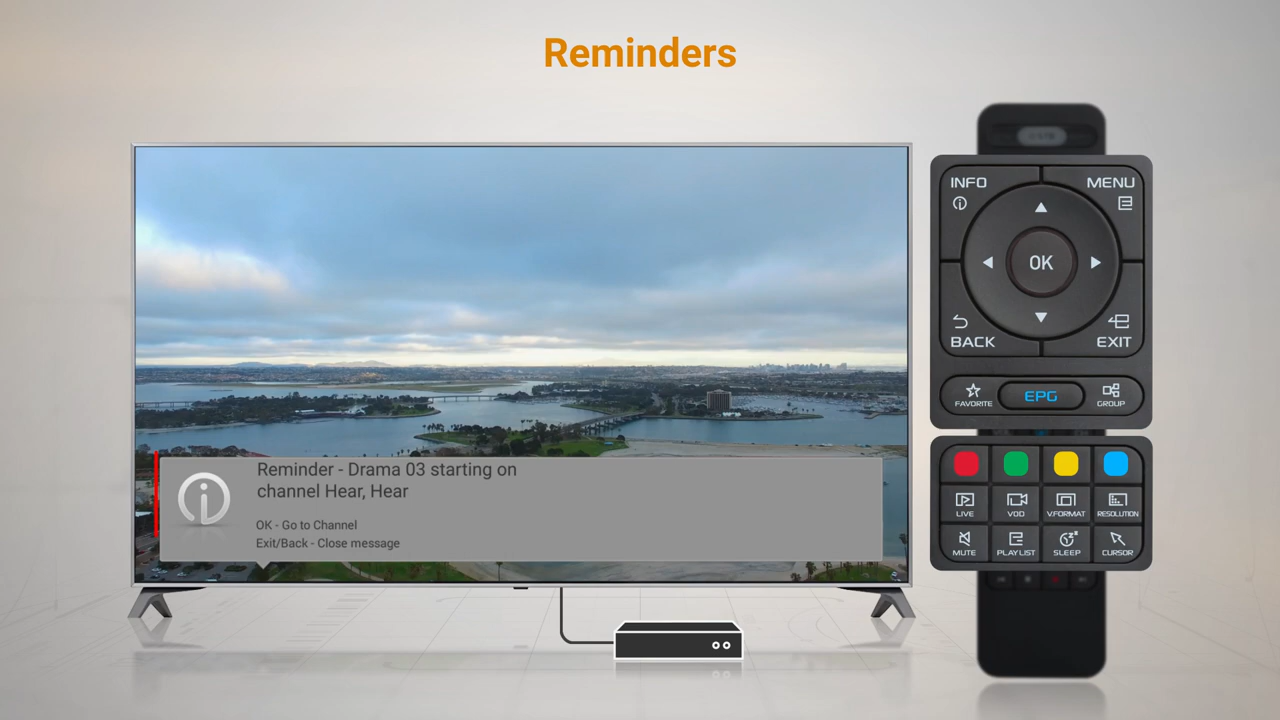 Reminders
Reminder - Drama 03 starting on
channel Hear, Hear
OK - Go to Channel
Exit/Back - Close message
INFO
MENU
OK
BACK
EXIT
FAVORITE
EPG
GROUP
LIVE
VOD
V.FORMAT
RESOLUTION
MUTE
PLAYLIST
SLEEP
CURSOR